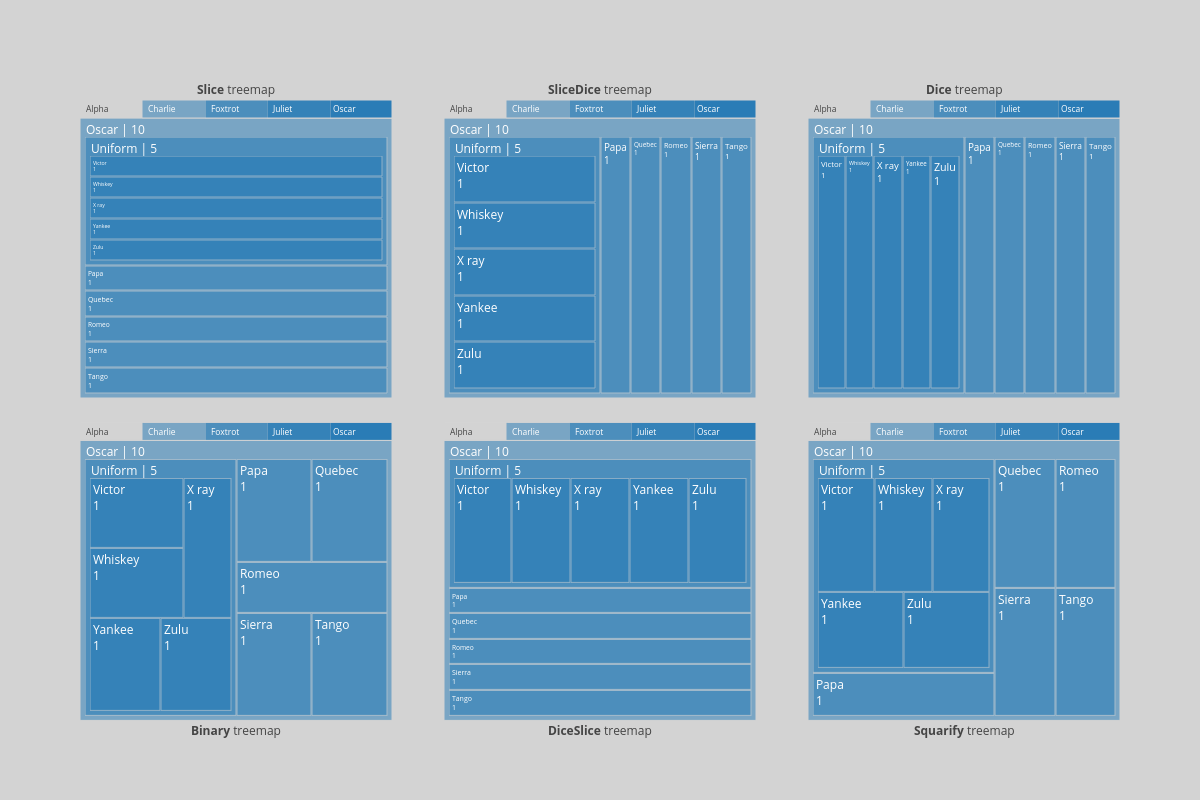 Slice treemap
Alpha Charlie Foxtrot Juliet Oscar
Oscar | 10
Uniform | 5
Victor
1
Whiskey
1
X ray
1
Yankee
1
Zulu
1
Papa
1
Quebec
1
Romeo
1
Sierra
1
Tango
1
SliceDice treemap
Alpha Charlie Foxtrot Juliet Oscar
Oscar | 10
Uniform | 5
Victor
1
Whiskey
1
X ray
1
Yankee
1
Zulu
1
Papa
1
Quebec
1
Romeo
1
Sierra
1
Tango
1
Dice treemap
Alpha Charlie Foxtrot Juliet Oscar
Oscar | 10
Uniform | 5
Victor
1
Whiskey
1
X ray
1
Yankee
1
Zulu
1
Papa
1
Quebec
1
Romeo
1
Sierra
1
Tango
1
Alpha Charlie Foxtrot Juliet Oscar
Oscar | 10
Uniform | 5
Victor
1
Whiskey
1
X ray
1
Yankee
1
Zulu
1
Papa
1
Quebec
1
Romeo
1
Sierra
1
Tango
1
Binary treemap
Alpha Charlie Foxtrot Juliet Oscar
Oscar | 10
Uniform | 5
Victor
1
Whiskey
1
X ray
1
Yankee
1
Zulu
1
Papa
1
Quebec
1
Romeo
1
Sierra
1
Tango
1
DiceSlice treemap
Alpha Charlie Foxtrot Juliet Oscar
Oscar | 10
Uniform | 5
Victor
1
Whiskey
1
X ray
1
Yankee
1
Zulu
1
Papa
1
Quebec
1
Romeo
1
Sierra
1
Tango
1
Squarify treemap